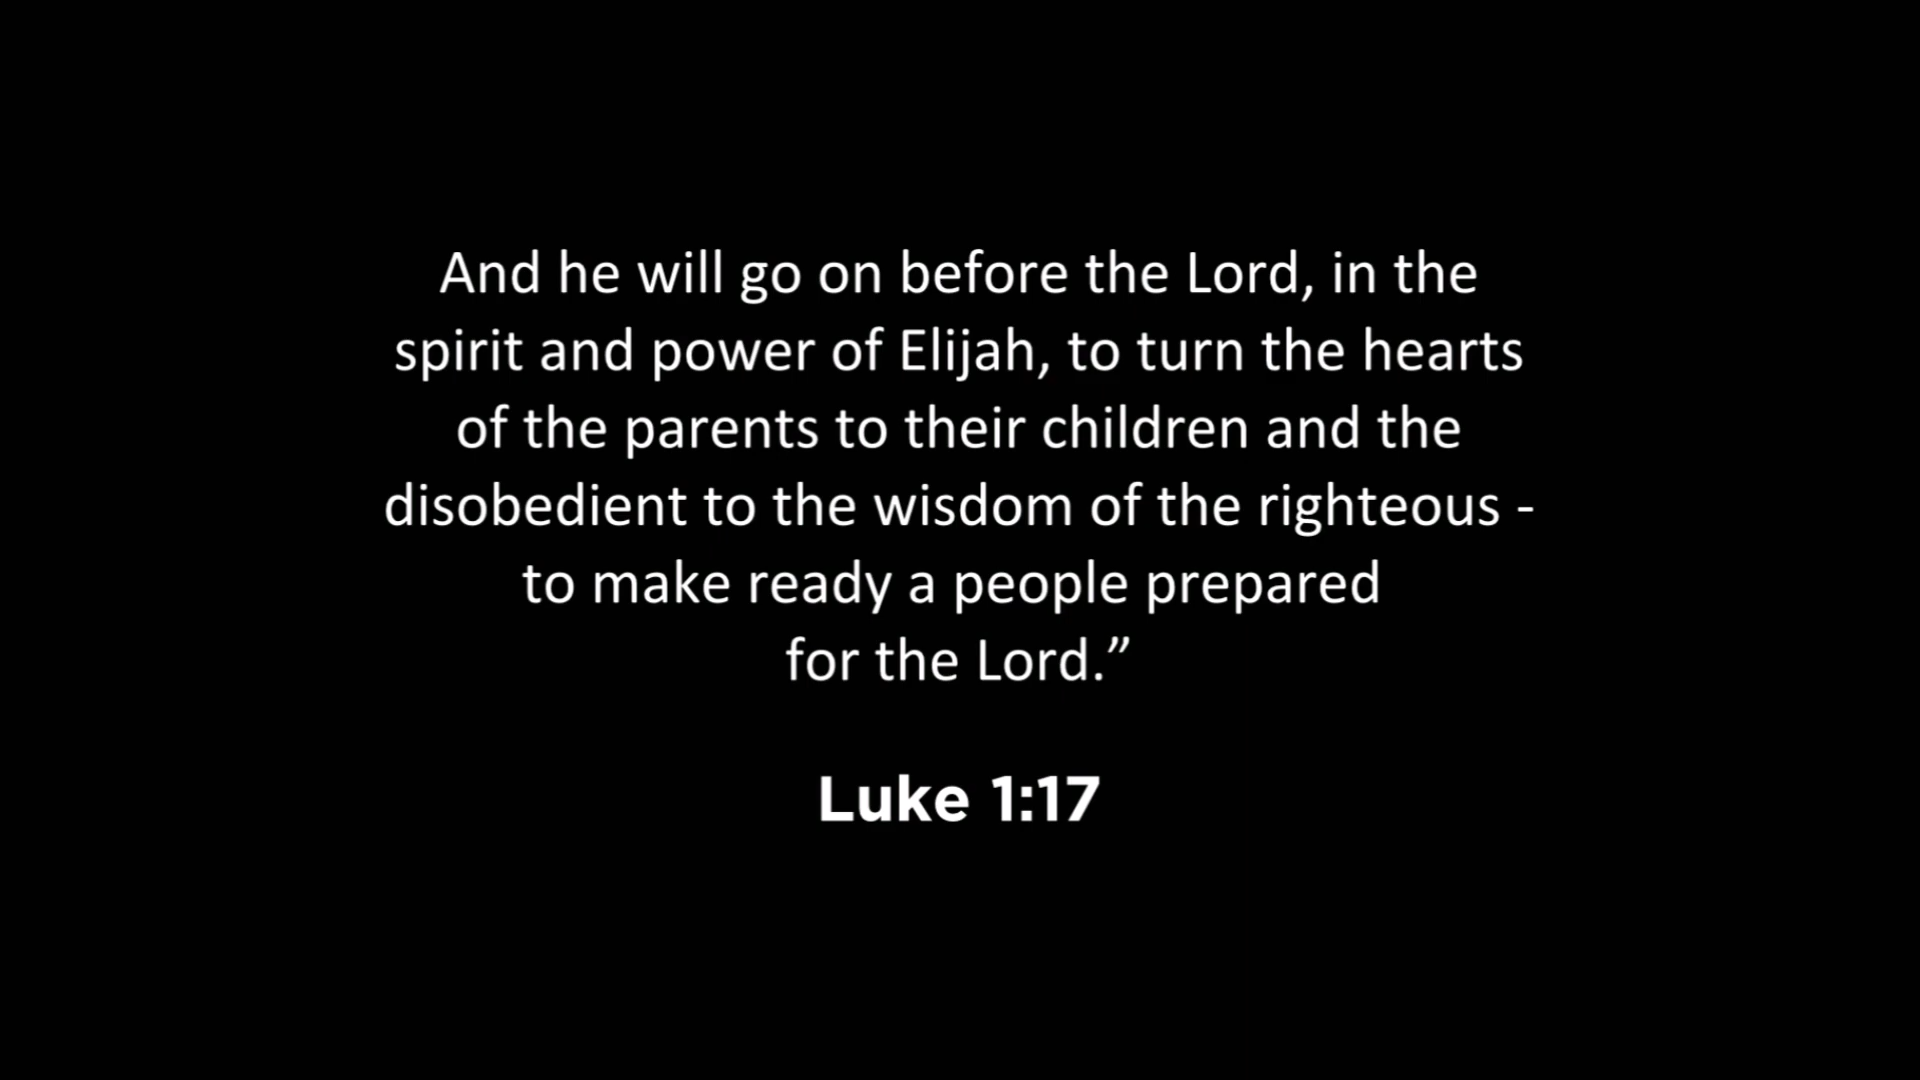 And he will go on before the Lord, in the
spirit and power of Elijah, to turn the hearts
of the parents to their children and the
disobedient to the wisdom of the righteous -
to make ready a people prepared
for the Lord.”
Luke 1:17